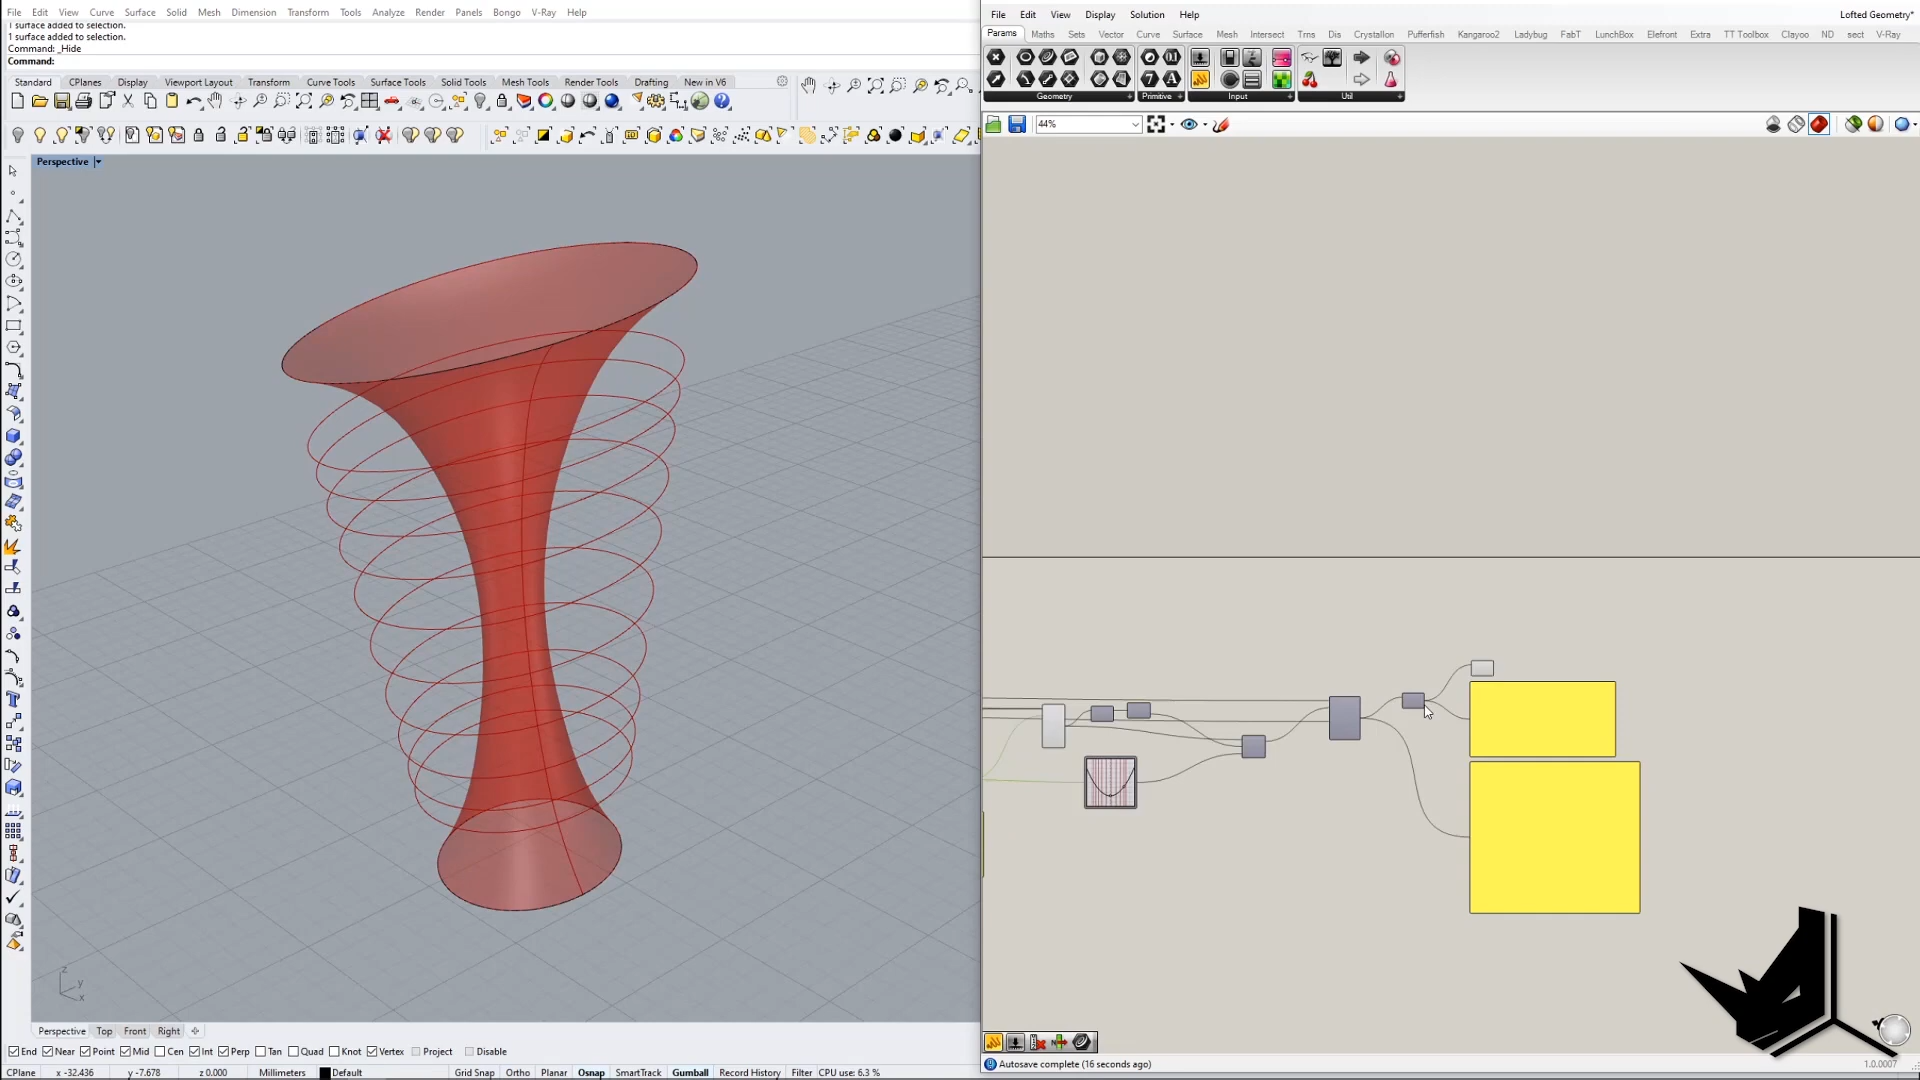 File Edit View Curve Surface Solid Mesh Dimension Transform Tools Analyze Render Panels Bongo V-Ray Help
1 surface added to selection.
1 surface added to selection.
Command: _Hide
Command:
Standard CPlanes Display Viewport Layout Transform Curve Tools Surface Tools Solid Tools Mesh Tools Render Tools Drafting New in V6
Perspective
z
y
x
Perspective Top Front Right
End Near Point Mid Cen Int Perp Tan Quad Knot Vertex Project Disable
CPlane x -32.436 y -7.678 z 0.000 Millimeters Default Grid Snap Ortho Planar Osnap SmartTrack Gumball Record History Filter CPU use: 6.3 %
File Edit View Display Solution Help Lofted Geometry*
Params Maths Sets Vector Curve Surface Mesh Intersect Trns Dis Crystallon Pufferfish Kangaroo2 Ladybug FabT LunchBox Elefront Extra TT Toolbox Clayoo ND sect V-Ray
Geometry Primitive Input Util
44%
Autosave complete (16 seconds ago) 1.0.0007